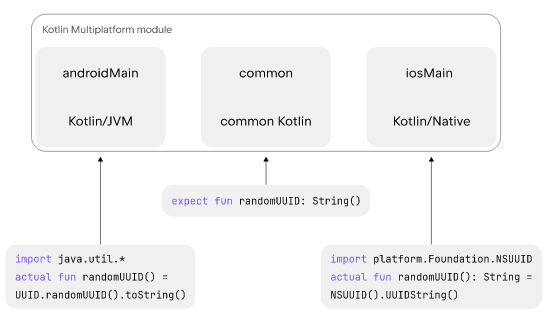 Kotlin Multiplatform module
androidMain
Kotlin/JVM
common
common Kotlin
iosMain
Kotlin/Native
expect fun randomUUID: String()
import java.util.*
actual fun randomUUID() =
UUID.randomUUID().toString()
import platform.Foundation.NSUUID
actual fun randomUUID(): String =
NSUUID().UUIDString()